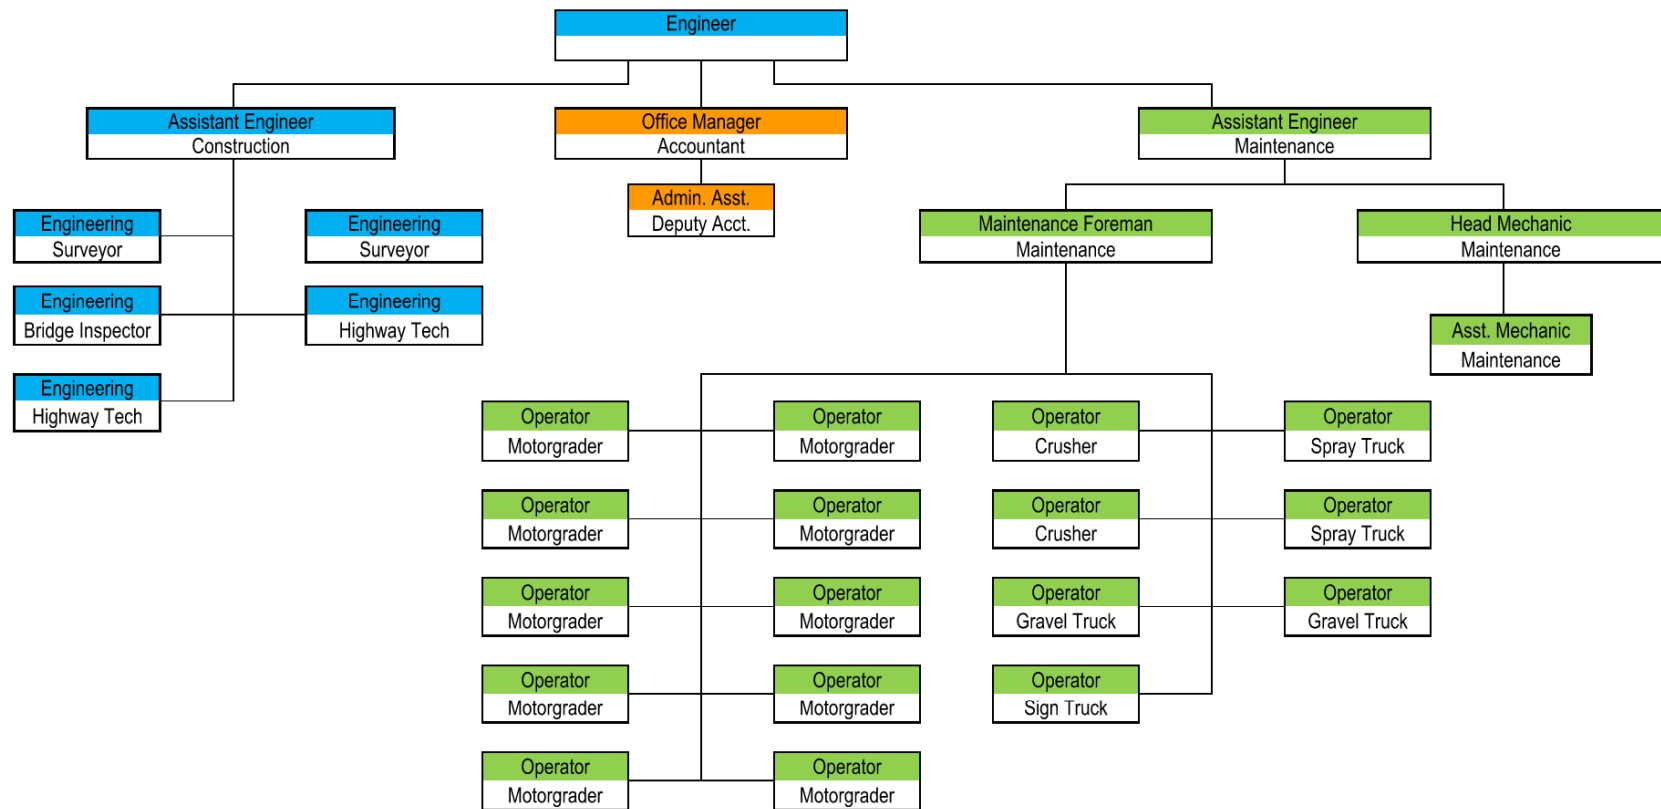 Engineer
Assistant Engineer
Construction
Office Manager
Accountant
Assistant Engineer
Maintenance
Admin. Asst.
Deputy Acct.
Engineering
Surveyor
Engineering
Surveyor
Maintenance Foreman
Maintenance
Head Mechanic
Maintenance
Engineering
Bridge Inspector
Engineering
Highway Tech
Asst. Mechanic
Maintenance
Engineering
Highway Tech
Operator
Motorgrader
Operator
Motorgrader
Operator
Crusher
Operator
Spray Truck
Operator
Motorgrader
Operator
Motorgrader
Operator
Crusher
Operator
Spray Truck
Operator
Motorgrader
Operator
Motorgrader
Operator
Gravel Truck
Operator
Gravel Truck
Operator
Motorgrader
Operator
Motorgrader
Operator
Sign Truck
Operator
Motorgrader
Operator
Motorgrader